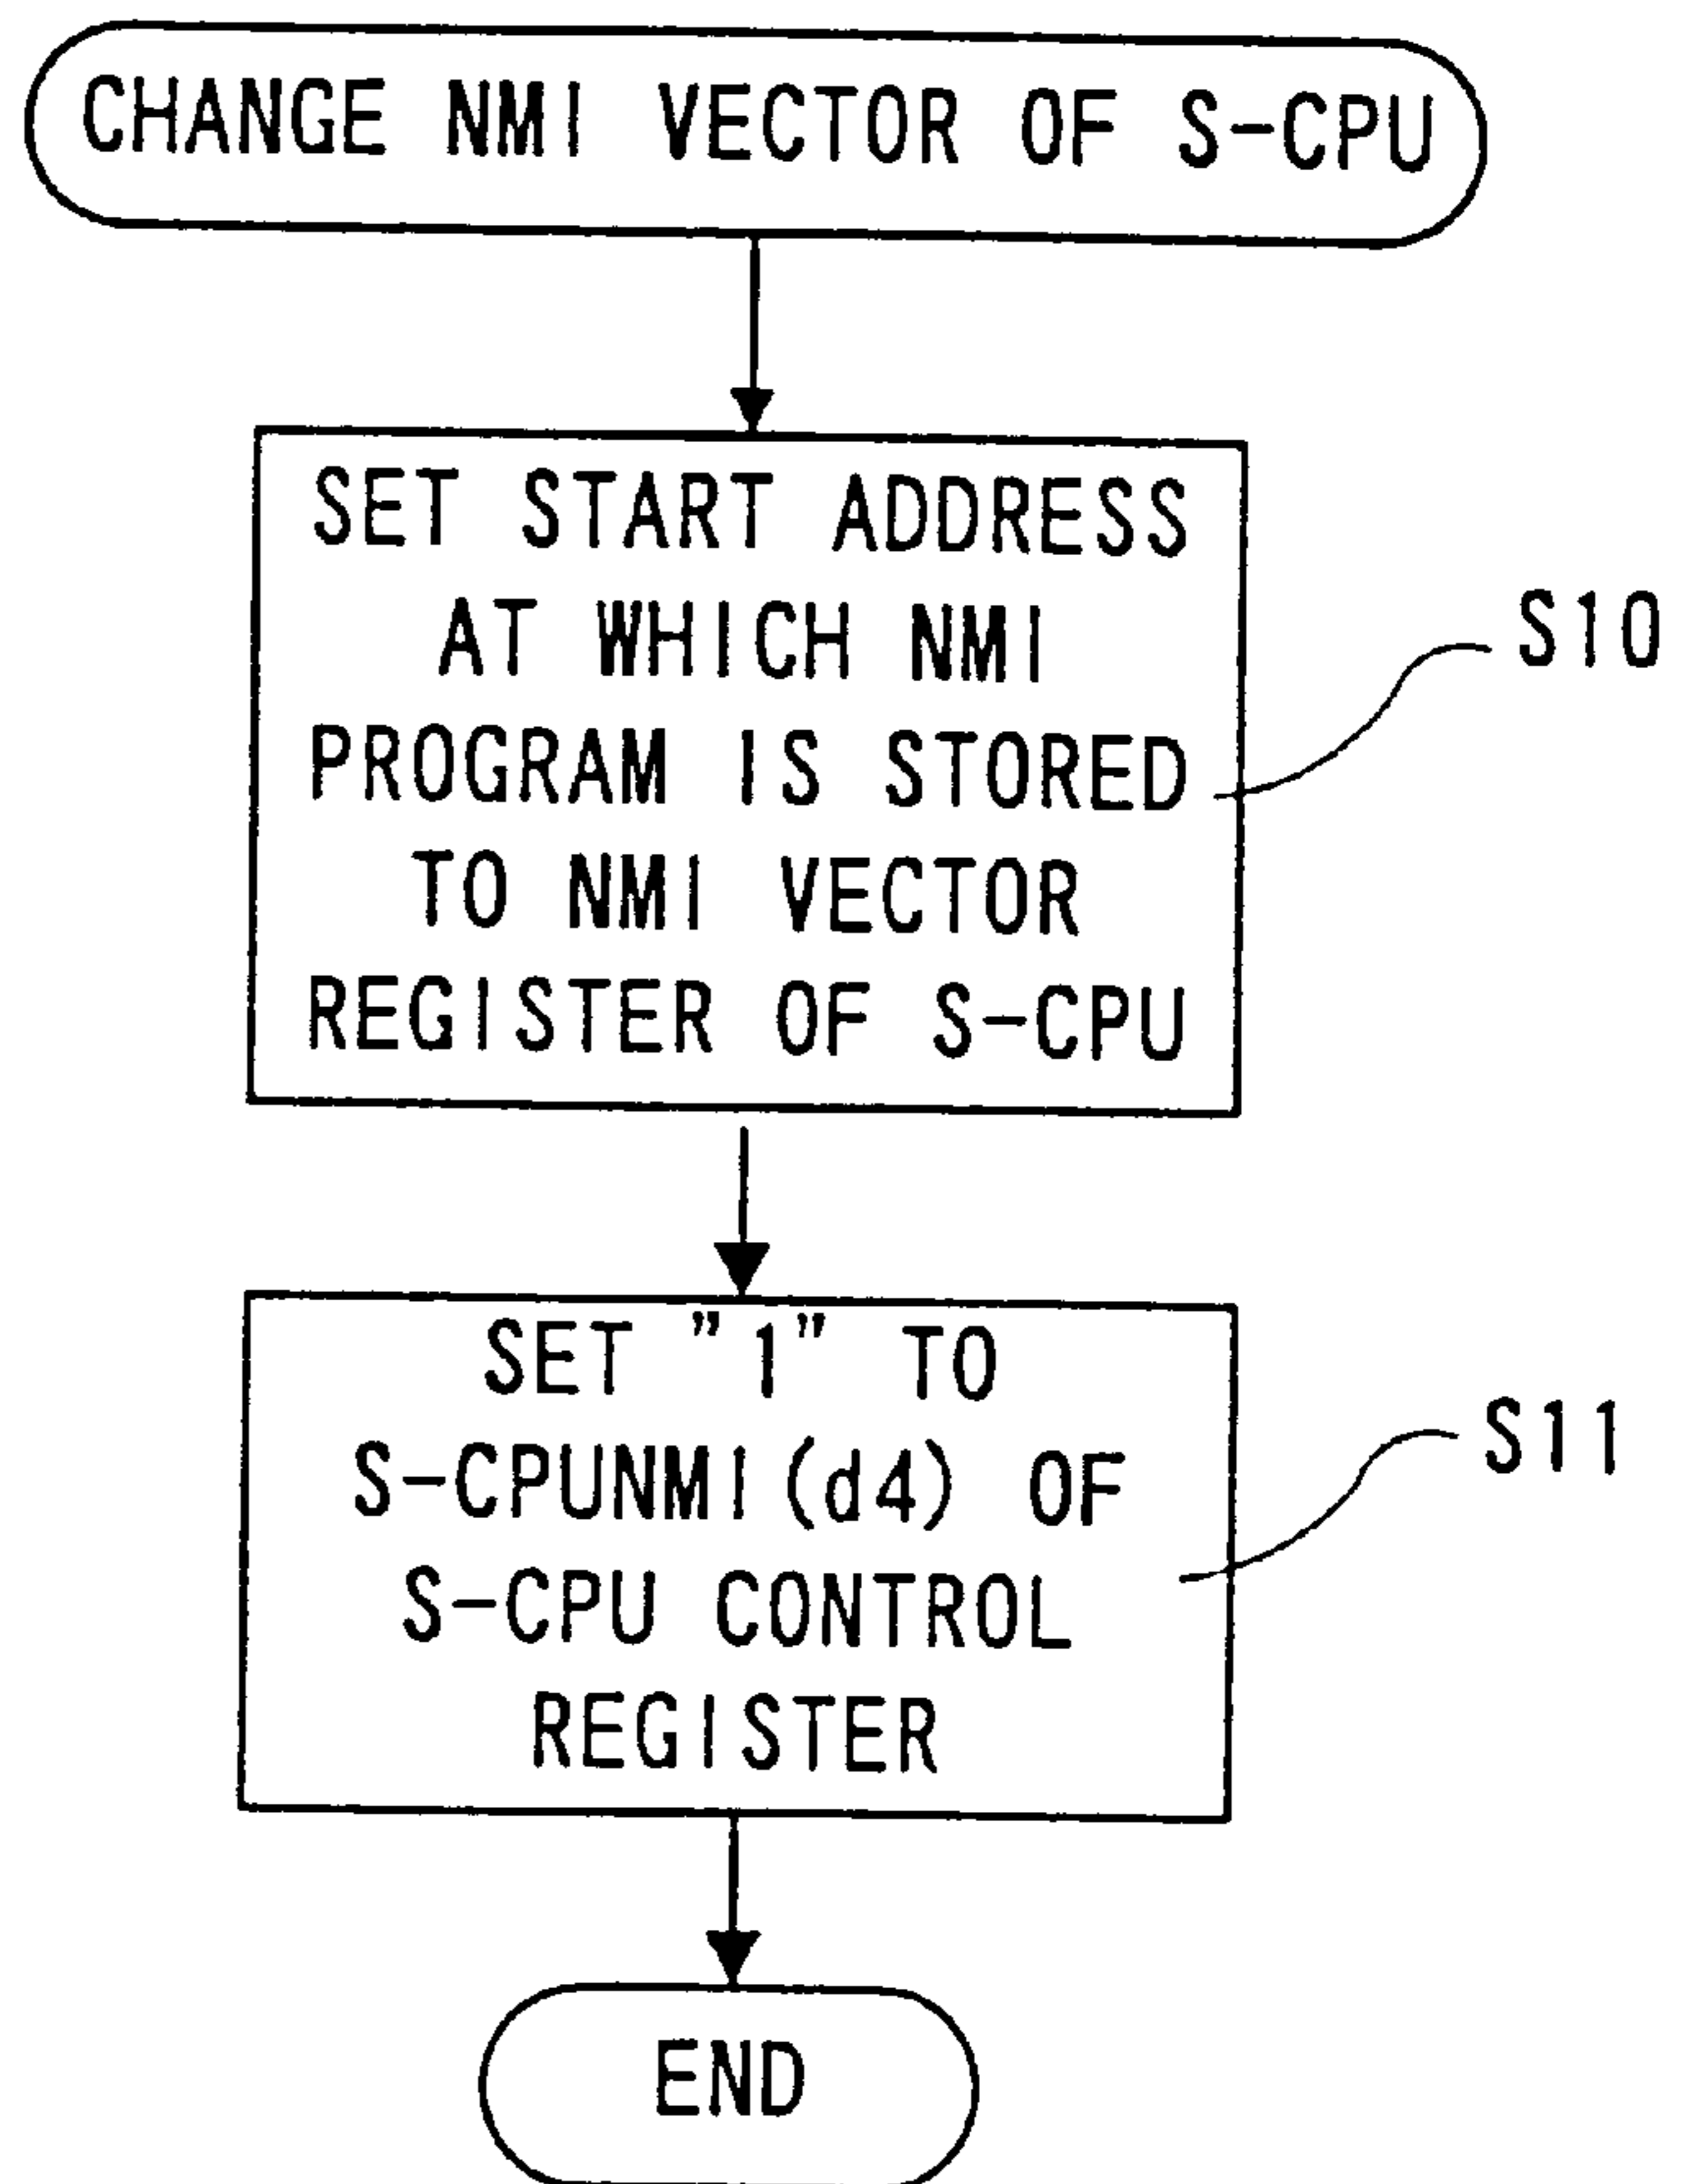 CHANGE NMI VECTOR OF S-CPU
SET START ADDRESS
AT WHICH NMI
PROGRAM IS STORED
TO NMI VECTOR
REGISTER OF S-CPU
S10
SET "1" TO
S-CPUNMI(d4) OF
S-CPU CONTROL
REGISTER
S11
END